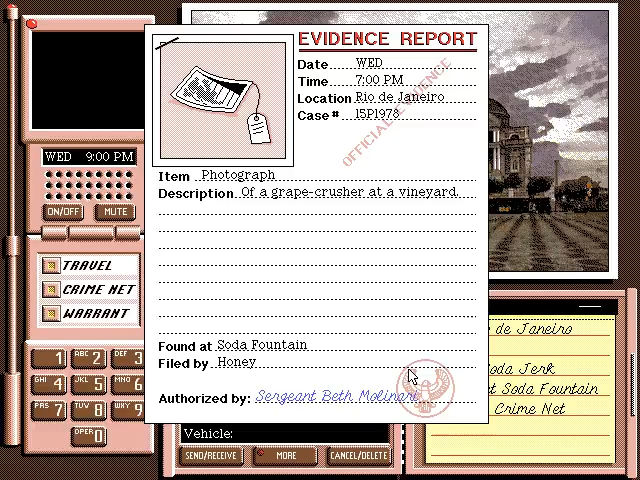 EVIDENCE REPORT
Date WED
Time 7:00 PM
Location Rio de Janeiro
Case # 15P1978
OFFICIAL EVIDENCE
Item Photograph
Description Of a grape-crusher at a vineyard.
Found at Soda Fountain
Filed by Honey
Authorized by: Sergeant Beth Molinari
WED 9:00 PM
ON/OFF MUTE
TRAVEL
CRIME NET
WARRANT
1 ABC 2 DEF 3
GHI 4 JKL 5 MNO 6
PRS 7 TUV 8 WXY 9
OPER 0
Vehicle:
SEND/RECEIVE MORE CANCEL/DELETE
de Janeiro
oda Jerk
t Soda Fountain
Crime Net